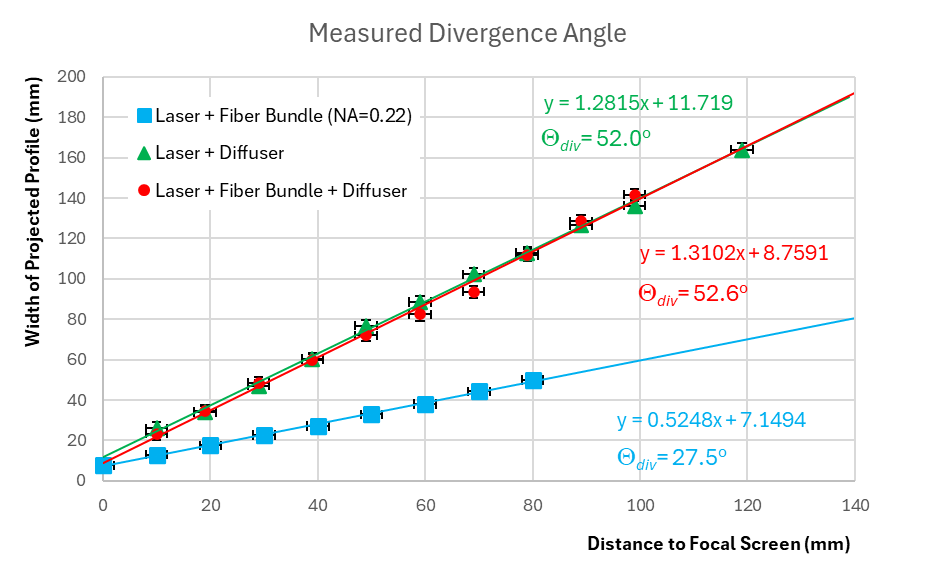 Measured Divergence Angle
Width of Projected Profile (mm)
200
180
160
140
120
100
80
60
40
20
0
Laser + Fiber Bundle (NA=0.22)
Laser + Diffuser
Laser + Fiber Bundle + Diffuser
y = 1.2815x + 11.719
Θdiv = 52.0º
y = 1.3102x + 8.7591
Θdiv = 52.6º
y = 0.5248x + 7.1494
Θdiv = 27.5º
0 20 40 60 80 100 120 140
Distance to Focal Screen (mm)